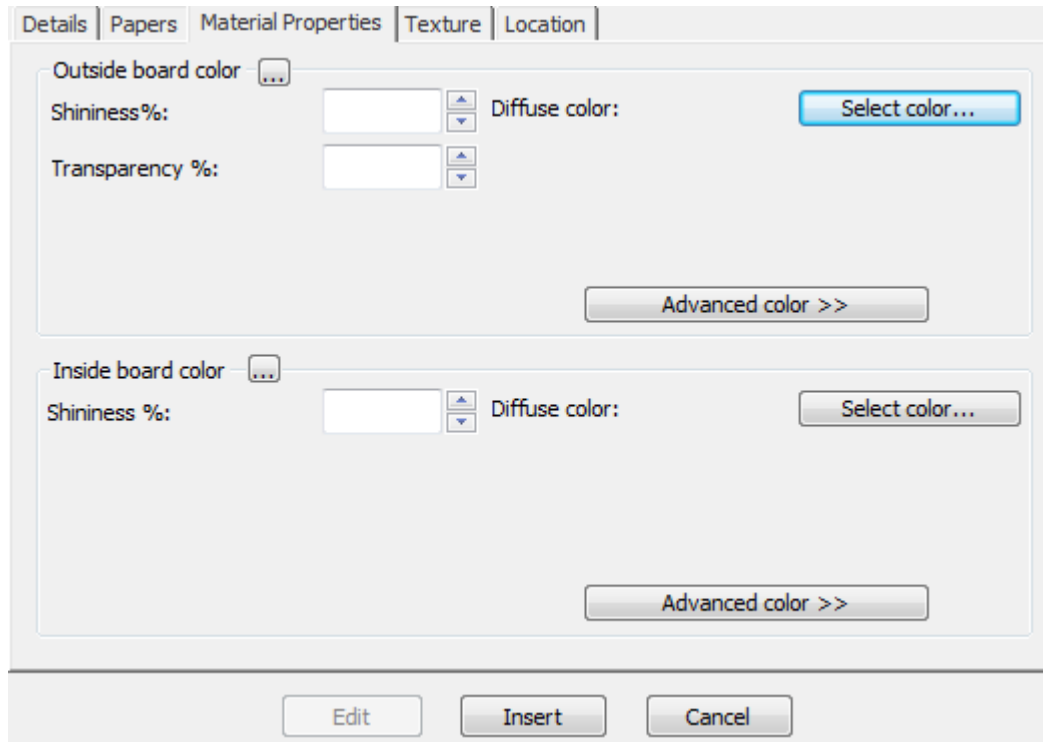 Details Papers Material Properties Texture Location
Outside board color ...
Shininess%: Diffuse color: Select color...
Transparency %:
Advanced color >>
Inside board color ...
Shininess %: Diffuse color: Select color...
Advanced color >>
Edit Insert Cancel